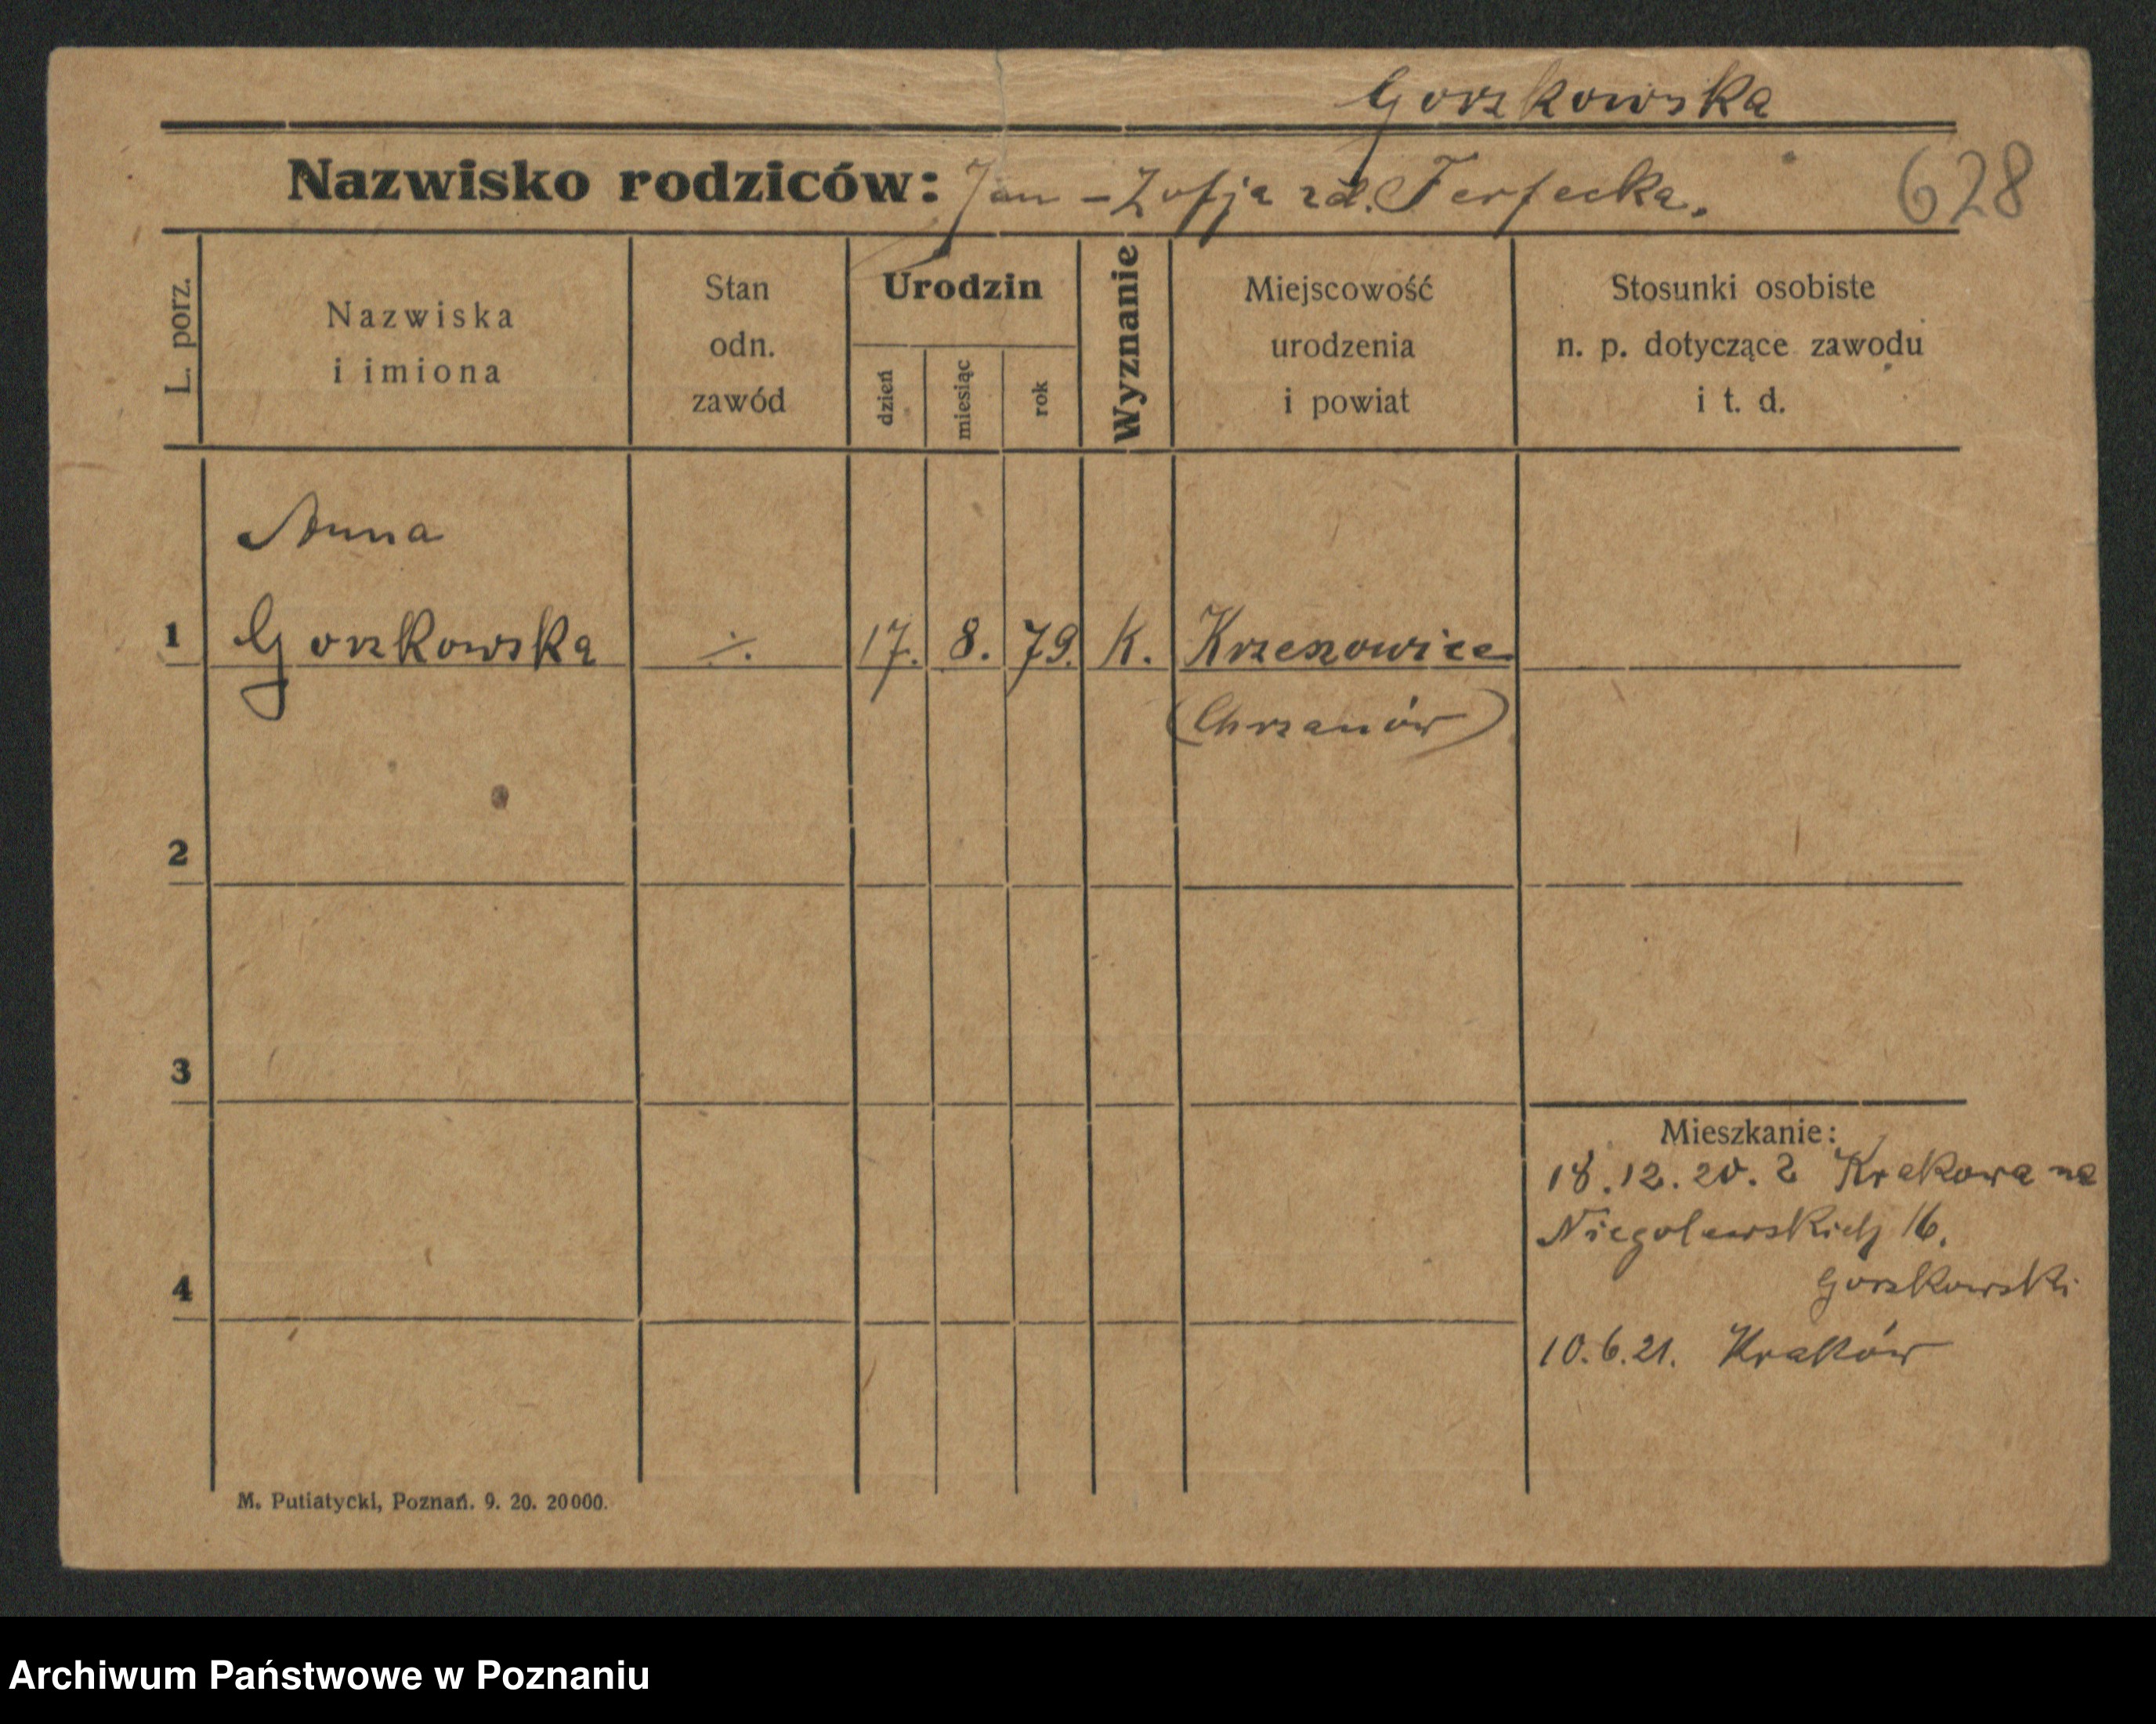 Gorzkowska
Nazwisko rodziców: Jan - Zofja zd. Ferfecka. 628
L. porz.
Nazwiska
i imiona
Stan
odn.
zawód
Urodzin
dzień
miesiąc
rok
Wyznanie
Miejscowość
urodzenia
i powiat
Stosunki osobiste
n. p. dotyczące zawodu
i t. d.
Anna
1 Gorzkowska ./. 17. 8. 79. K. Krzeszowice
(Chrzanów)
2
3
Mieszkanie:
18.12.20. z Krakowa na
Niegolewskich 16.
Gorzkowski
4
10.6.21. Kraków
M. Putiatycki, Poznań. 9. 20. 20000.
Archiwum Państwowe w Poznaniu